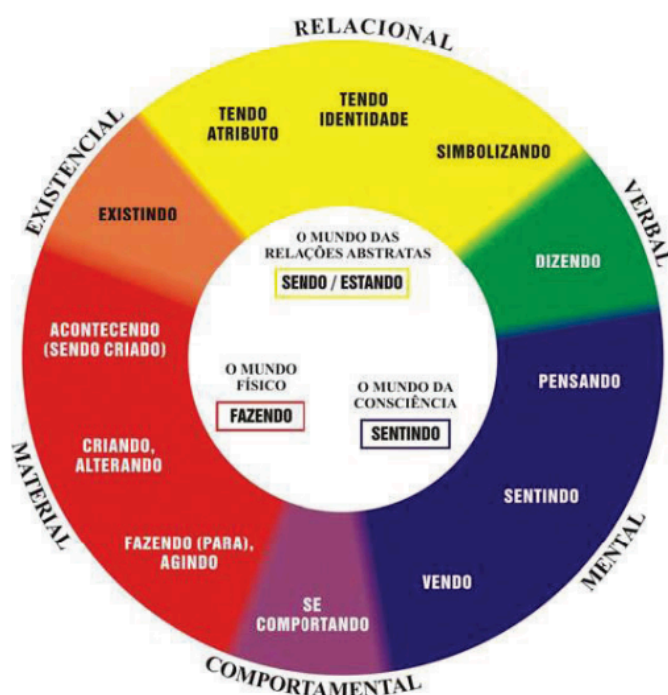 RELACIONAL
TENDO
ATRIBUTO
TENDO
IDENTIDADE
SIMBOLIZANDO
EXISTENCIAL
EXISTINDO
VERBAL
DIZENDO
O MUNDO DAS
RELAÇÕES ABSTRATAS
SENDO / ESTANDO
ACONTECENDO
(SENDO CRIADO)
O MUNDO
FÍSICO
FAZENDO
O MUNDO DA
CONSCIÊNCIA
SENTINDO
PENSANDO
CRIANDO,
ALTERANDO
SENTINDO
MATERIAL
MENTAL
FAZENDO (PARA),
AGINDO
VENDO
SE
COMPORTANDO
COMPORTAMENTAL